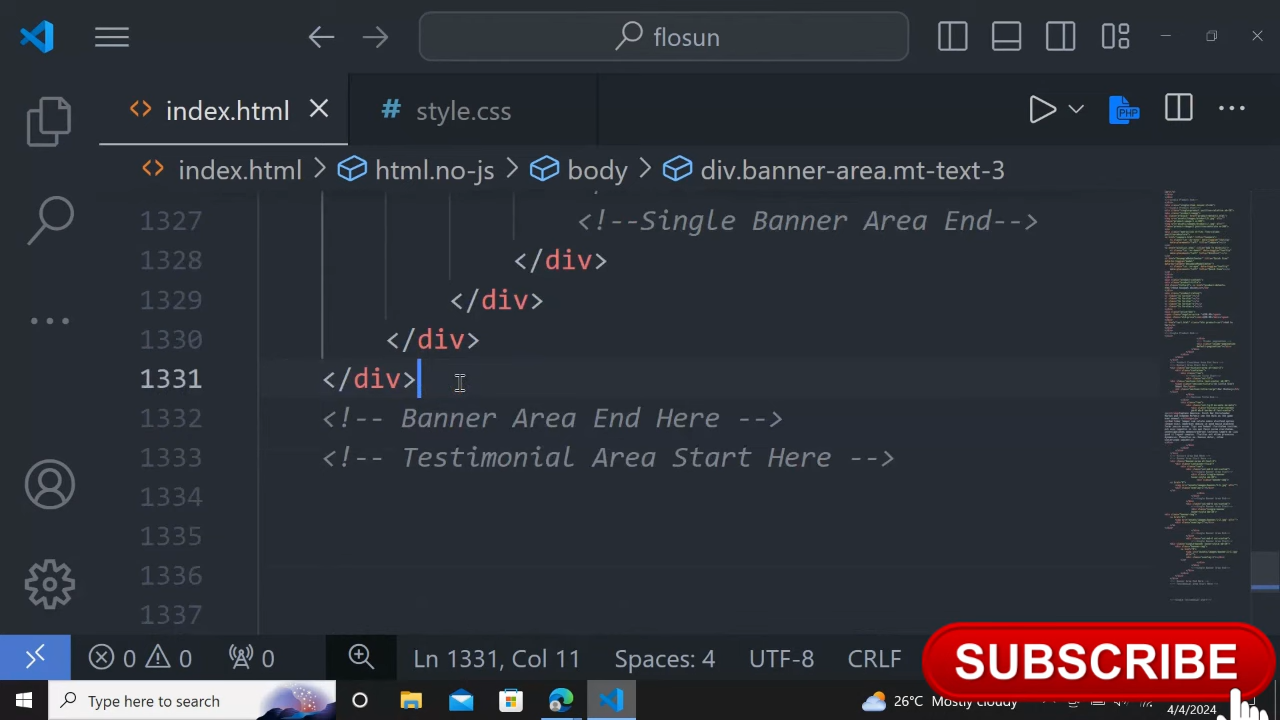 flosun
index.html
# style.css
index.html > html.no-js > body > div.banner-area.mt-text-3
1327 <!--Single Banner Area End-->
1328 /div>
1329 < div>
1330 </div>
1331 </div>
1332 <!-- Banner area End Here -->
1333 <!-- Testimonial Area Start Here -->
1334
1335
1336
1337
0 0 0 Ln 1331, Col 11 Spaces: 4 UTF-8 CRLF
SUBSCRIBE
Type here to search
26°C Mostly cloudy
4/4/2024
PHP